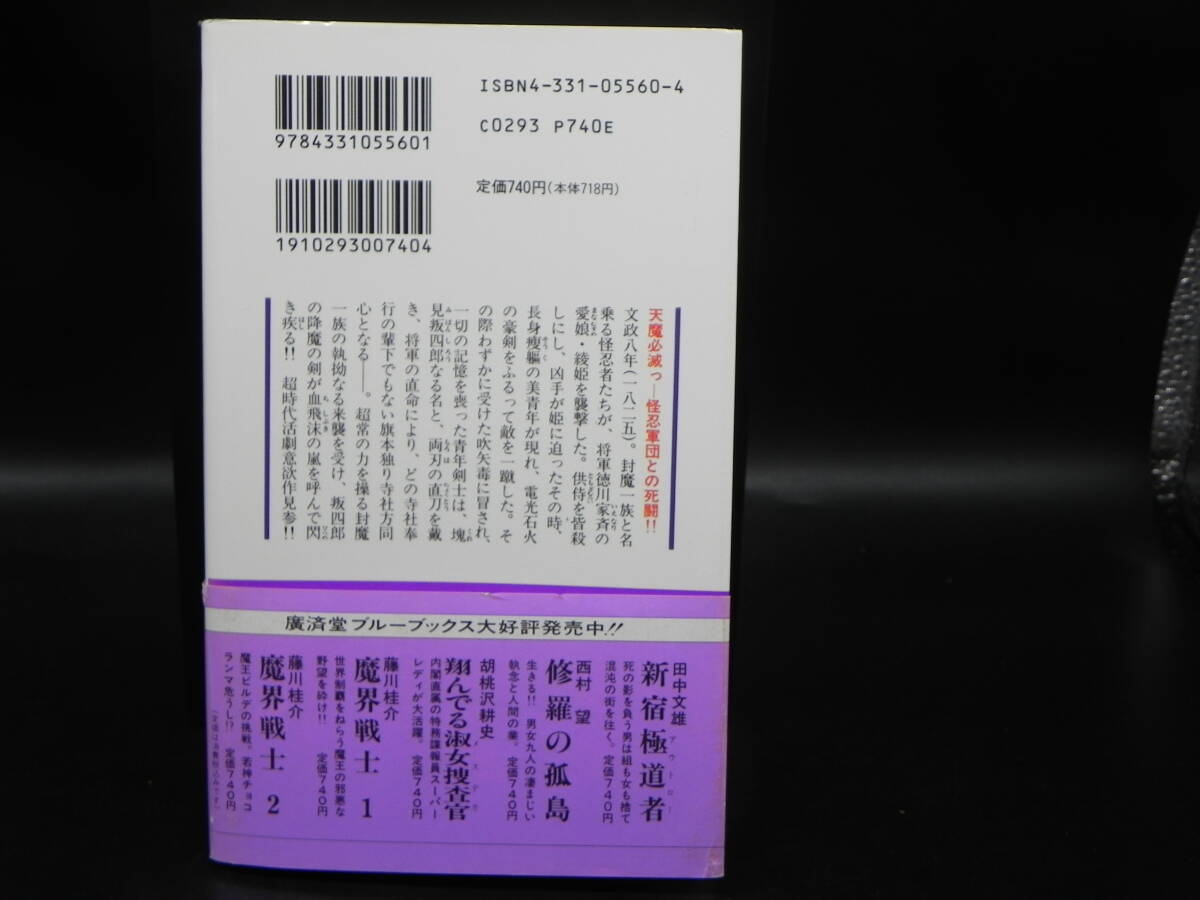 ISBN4-331-05560-4
C0293 P740E
9784331055601
定価740円(本体718円)
1910293007404
天魔必滅っ―怪忍軍団との死闘!!
文政八年(一八二五)。封魔一族と名
乗る怪忍者たちが、将軍徳川家斉の
愛娘・綾姫を襲撃した。供侍を皆殺
しにし、凶手が姫に迫ったその時、
長身瘦軀の美青年が現れ、電光石火
の豪剣をふるって敵を一蹴した。そ
の際わずかに受けた吹矢毒に冒され、
一切の記憶を喪った青年剣士は、塊
見叛四郎なる名と、両刃の直刀を戴
き、将軍の直命により、どの寺社奉
行の輩下でもない旗本独り寺社方同
心となる――。超常の力を操る封魔
一族の執拗なる来襲を受け、叛四郎
の降魔の剣が血飛沫の嵐を呼んで閃
き疾る!! 超時代活劇意欲作見参!!
廣済堂ブルーブックス大好評発売中!!
田中文雄
新宿極道者
アウトロー
死の影を負う男は組も女も捨て
混沌の街を往く。定価740円
西村 望
修羅の孤島
生きる!! 男女九人の凄まじい
執念と人間の業。定価740円
胡桃沢耕史
翔んでる淑女捜査官
内閣直属の特務諜報員スーパー
レディが大活躍。定価740円
藤川桂介
魔界戦士 1
世界制覇をねらう魔王の邪悪な
野望を砕け!! 定価740円
藤川桂介
魔界戦士 2
魔王ビルデの挑戦。若神チョコ
ランマ危うし!? 定価740円
(定価は消費税込みです)